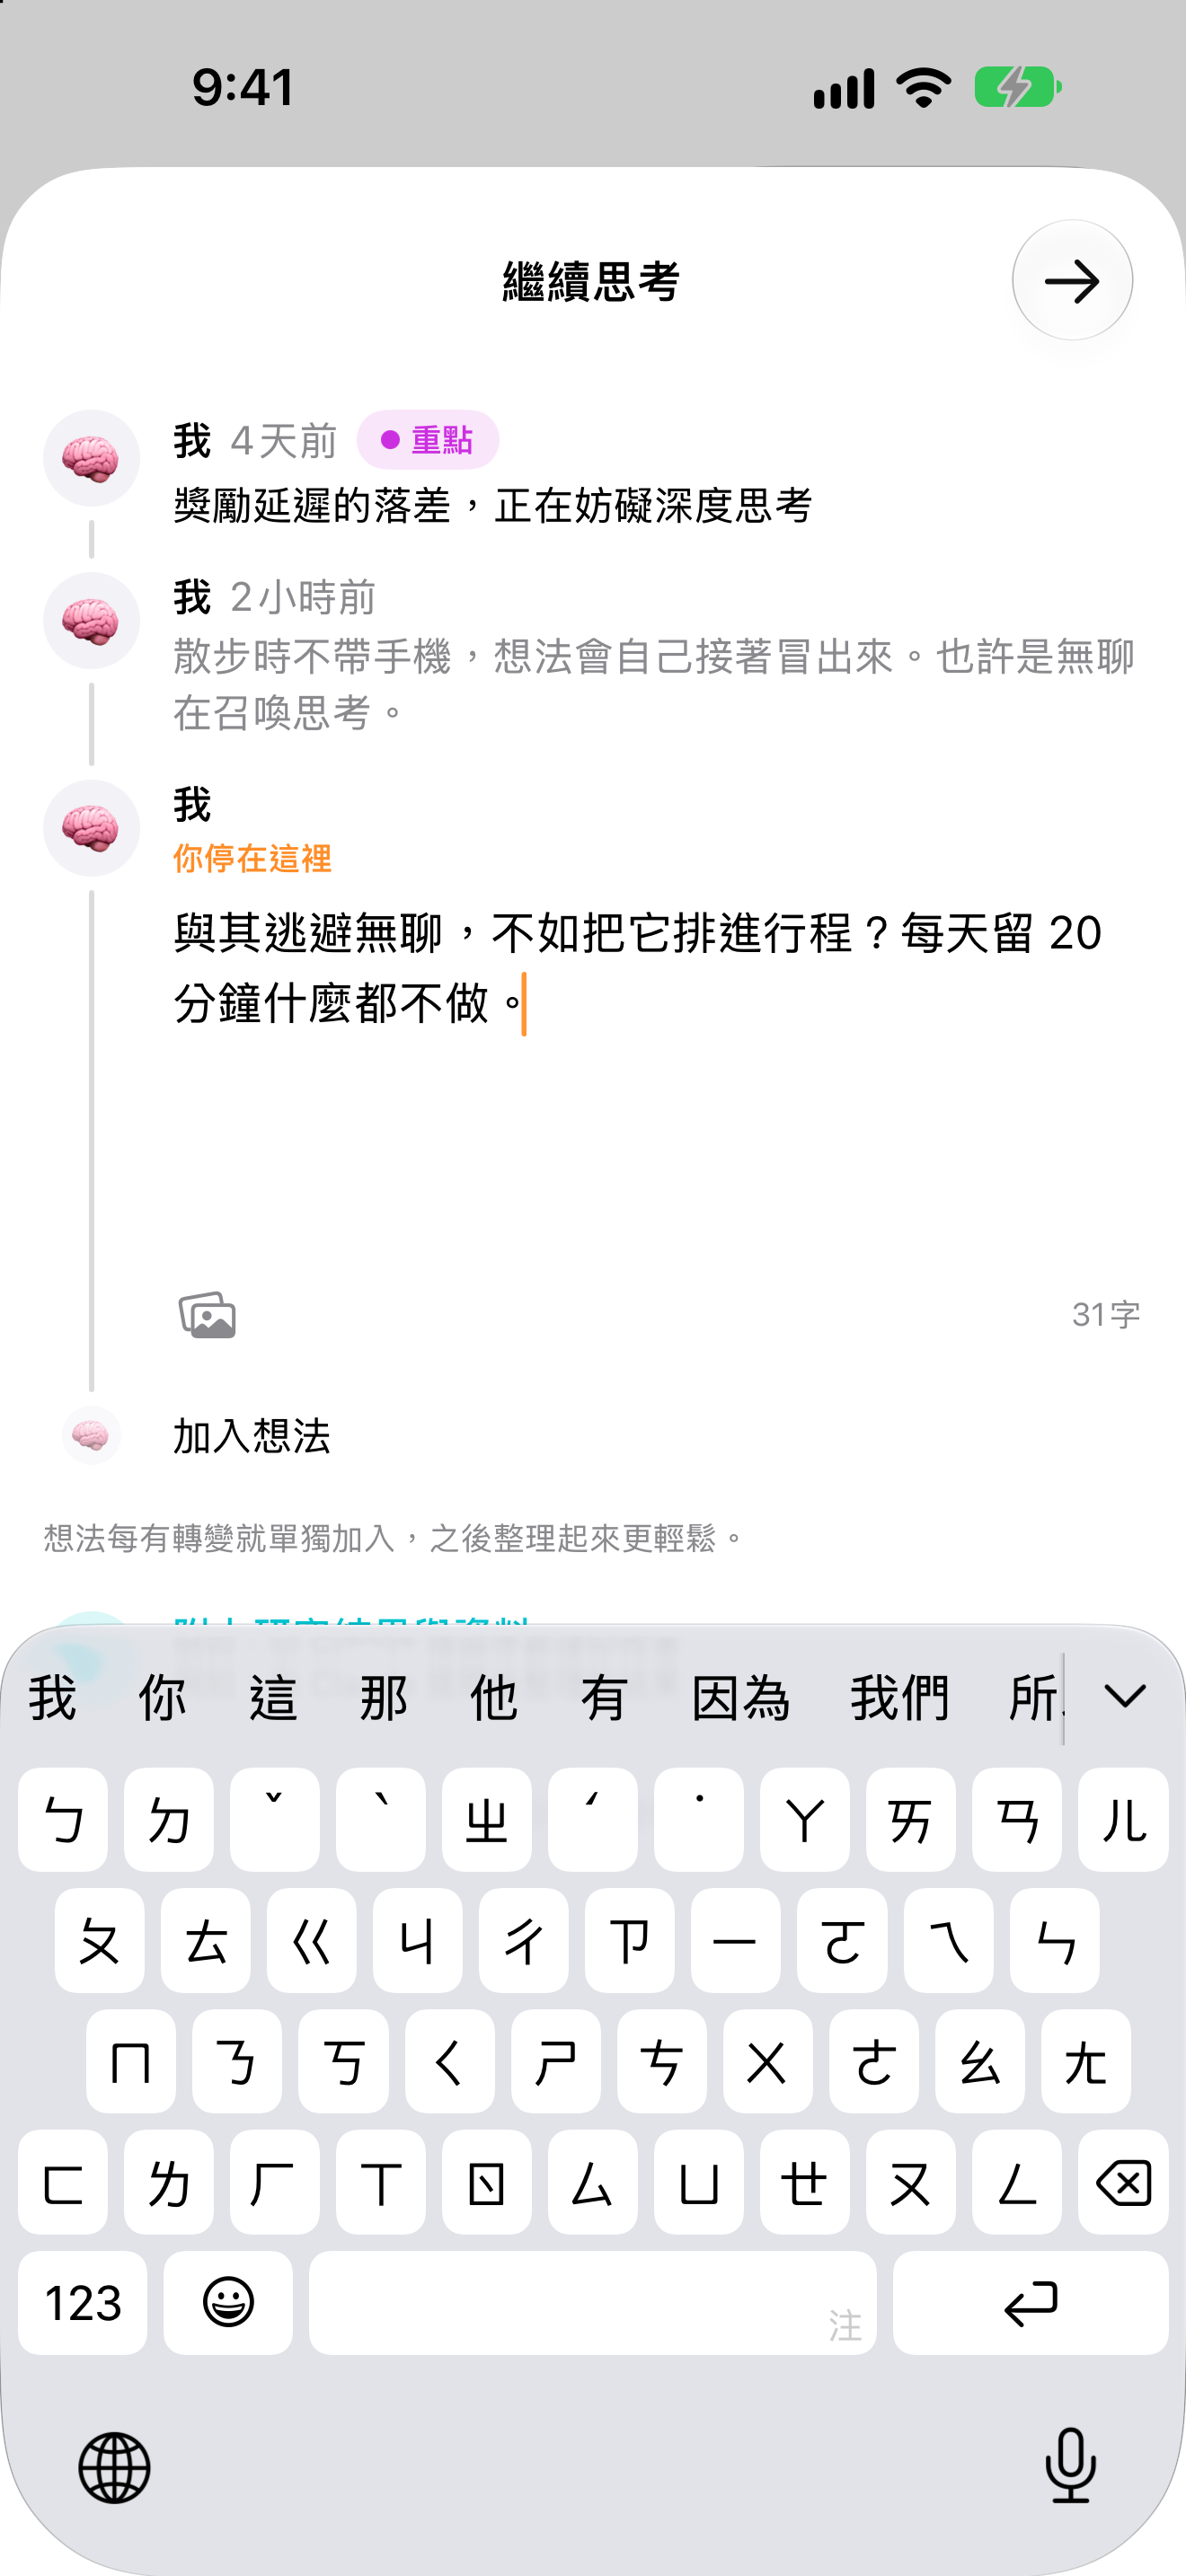 9:41
繼續思考
我 4天前 重點
獎勵延遲的落差，正在妨礙深度思考
我 2小時前
散步時不帶手機，想法會自己接著冒出來。也許是無聊
在召喚思考。
我
你停在這裡
與其逃避無聊，不如把它排進行程？每天留 20
分鐘什麼都不做。
31字
加入想法
想法每有轉變就單獨加入，之後整理起來更輕鬆。
我 你 這 那 他 有 因為 我們 所
ㄅ ㄉ ˇ ˋ ㄓ ˊ ˙ ㄚ ㄞ ㄢ ㄦ
ㄆ ㄊ ㄍ ㄐ ㄔ ㄗ ㄧ ㄛ ㄟ ㄣ
ㄇ ㄋ ㄎ ㄑ ㄕ ㄘ ㄨ ㄜ ㄠ ㄤ
ㄈ ㄌ ㄏ ㄒ ㄖ ㄙ ㄩ ㄝ ㄡ ㄥ
123 注